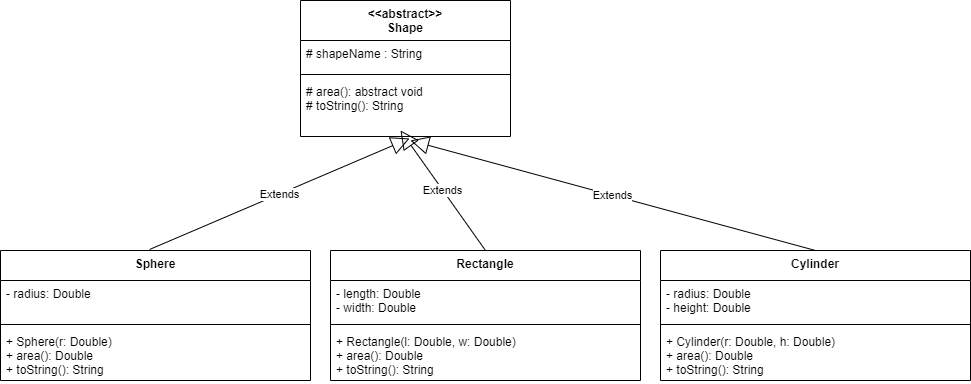 <<abstract>>
Shape
# shapeName : String
# area(): abstract void
# toString(): String
Extends
Extends
Extends
Sphere
- radius: Double
+ Sphere(r: Double)
+ area(): Double
+ toString(): String
Rectangle
- length: Double
- width: Double
+ Rectangle(l: Double, w: Double)
+ area(): Double
+ toString(): String
Cylinder
- radius: Double
- height: Double
+ Cylinder(r: Double, h: Double)
+ area(): Double
+ toString(): String